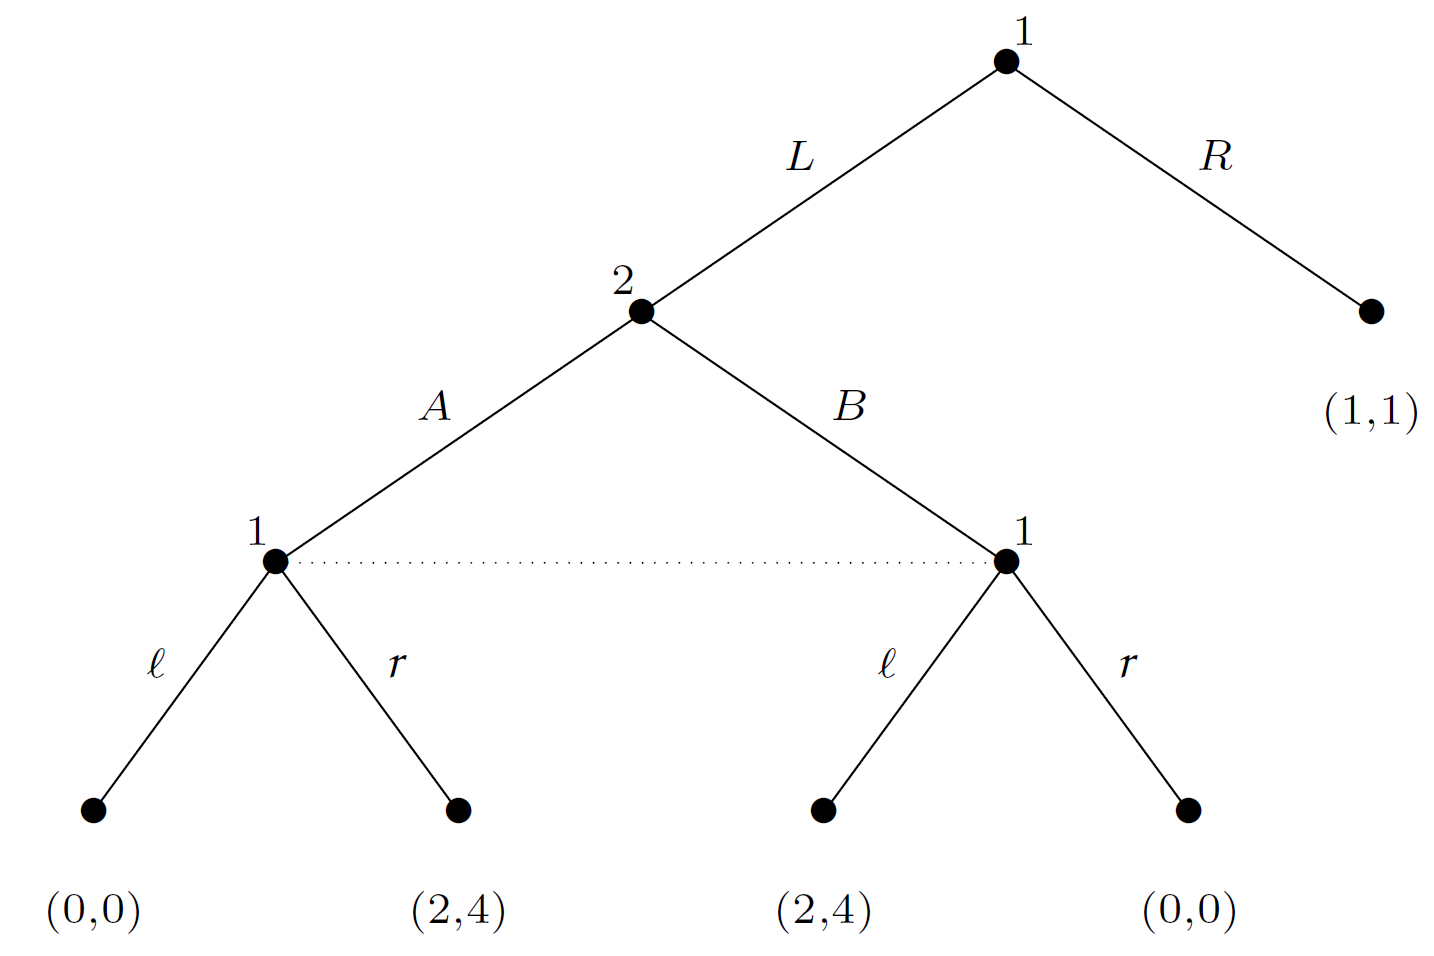 1
L R
2
A B
(1,1)
1 1
ℓ r ℓ r
(0,0) (2,4) (2,4) (0,0)